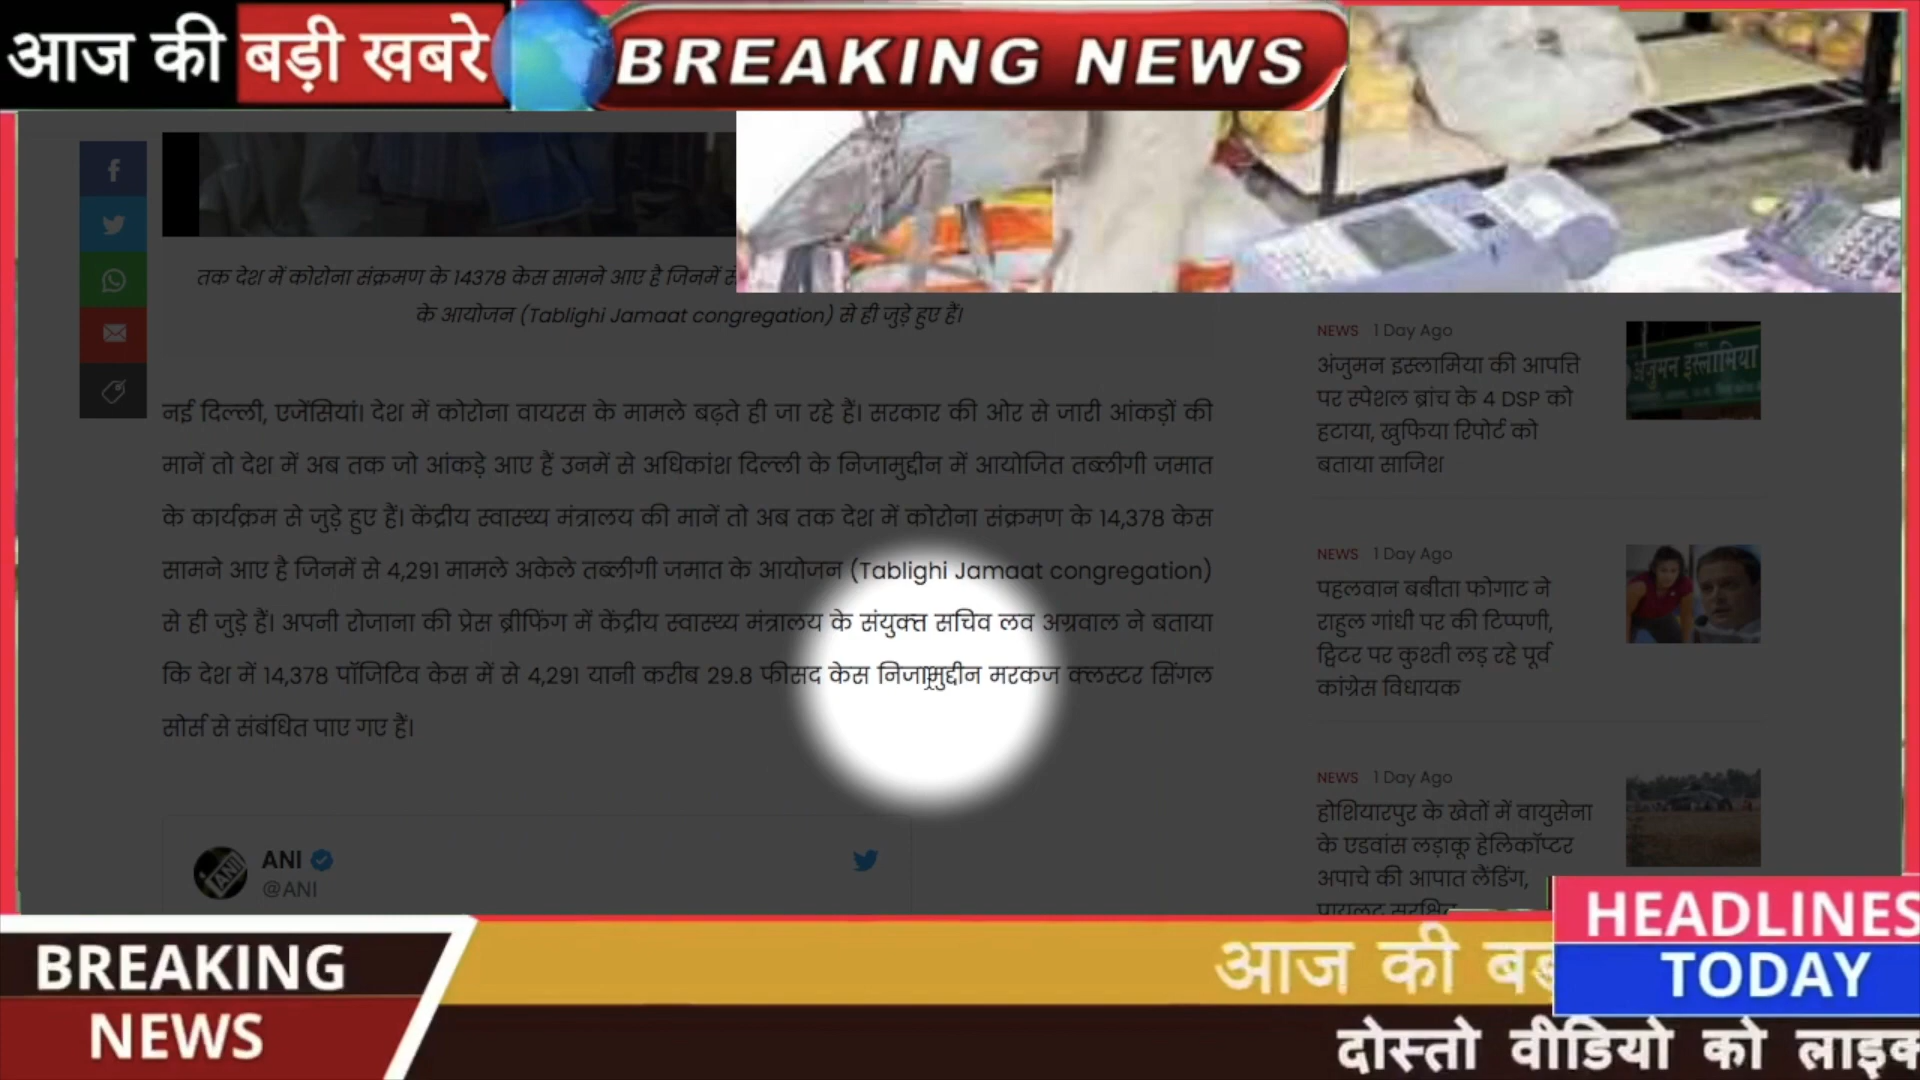 आज की बड़ी खबरे
BREAKING NEWS
तक देश में कोरोना संक्रमण के 14378 केस सामने आए है जिनमें से
के आयोजन (Tablighi Jamaat congregation) से ही जुड़े हुए हैं।
नई दिल्ली, एजेंसियां। देश में कोरोना वायरस के मामले बढ़ते ही जा रहे हैं। सरकार की ओर से जारी आंकड़ों की
मानें तो देश में अब तक जो आंकड़े आए हैं उनमें से अधिकांश दिल्ली के निजामुद्दीन में आयोजित तब्लीगी जमात
के कार्यक्रम से जुड़े हुए हैं। केंद्रीय स्वास्थ्य मंत्रालय की मानें तो अब तक देश में कोरोना संक्रमण के 14,378 केस
सामने आए है जिनमें से 4,291 मामले अकेले तब्लीगी जमात के आयोजन (Tablighi Jamaat congregation)
से ही जुड़े हैं। अपनी रोजाना की प्रेस ब्रीफिंग में केंद्रीय स्वास्थ्य मंत्रालय के संयुक्त सचिव लव अग्रवाल ने बताया
कि देश में 14,378 पॉजिटिव केस में से 4,291 यानी करीब 29.8 फीसद केस निजामुद्दीन मरकज क्लस्टर सिंगल
सोर्स से संबंधित पाए गए हैं।
ANI
@ANI
NEWS 1 Day Ago
अंजुमन इस्लामिया की आपत्ति
पर स्पेशल ब्रांच के 4 DSP को
हटाया, खुफिया रिपोर्ट को
बताया साजिश
अंजुमन इस्लामिया
NEWS 1 Day Ago
पहलवान बबीता फोगाट ने
राहुल गांधी पर की टिप्पणी,
ट्विटर पर कुश्ती लड़ रहे पूर्व
कांग्रेस विधायक
NEWS 1 Day Ago
होशियारपुर के खेतों में वायुसेना
के एडवांस लड़ाकू हेलिकॉप्टर
अपाचे की आपात लैंडिंग,
पायलट सुरक्षित
BREAKING
NEWS
आज की बड़
HEADLINES
TODAY
दोस्तो वीडियो को लाइक